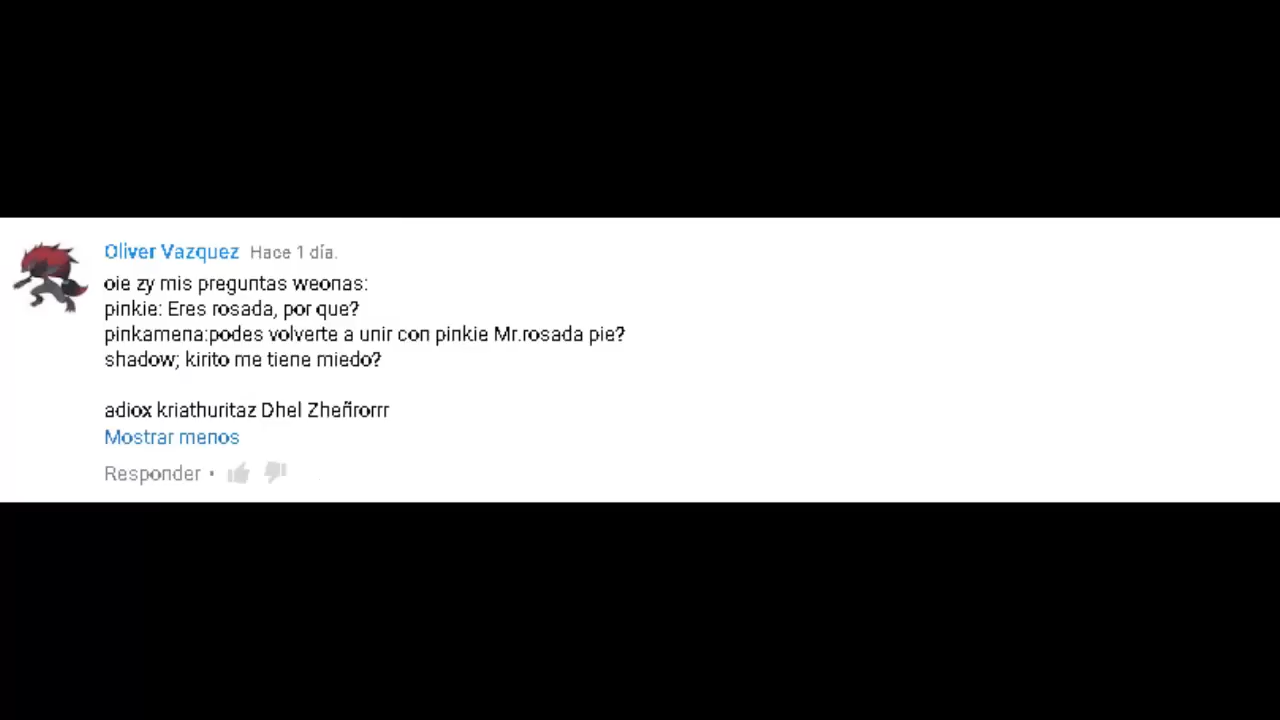 Oliver Vazquez Hace 1 día.
oie zy mis preguntas weonas:
pinkie: Eres rosada, por que?
pinkamena:podes volverte a unir con pinkie Mr.rosada pie?
shadow; kirito me tiene miedo?
adiox kriathuritaz Dhel Zheñrorrr
Mostrar menos
Responder •